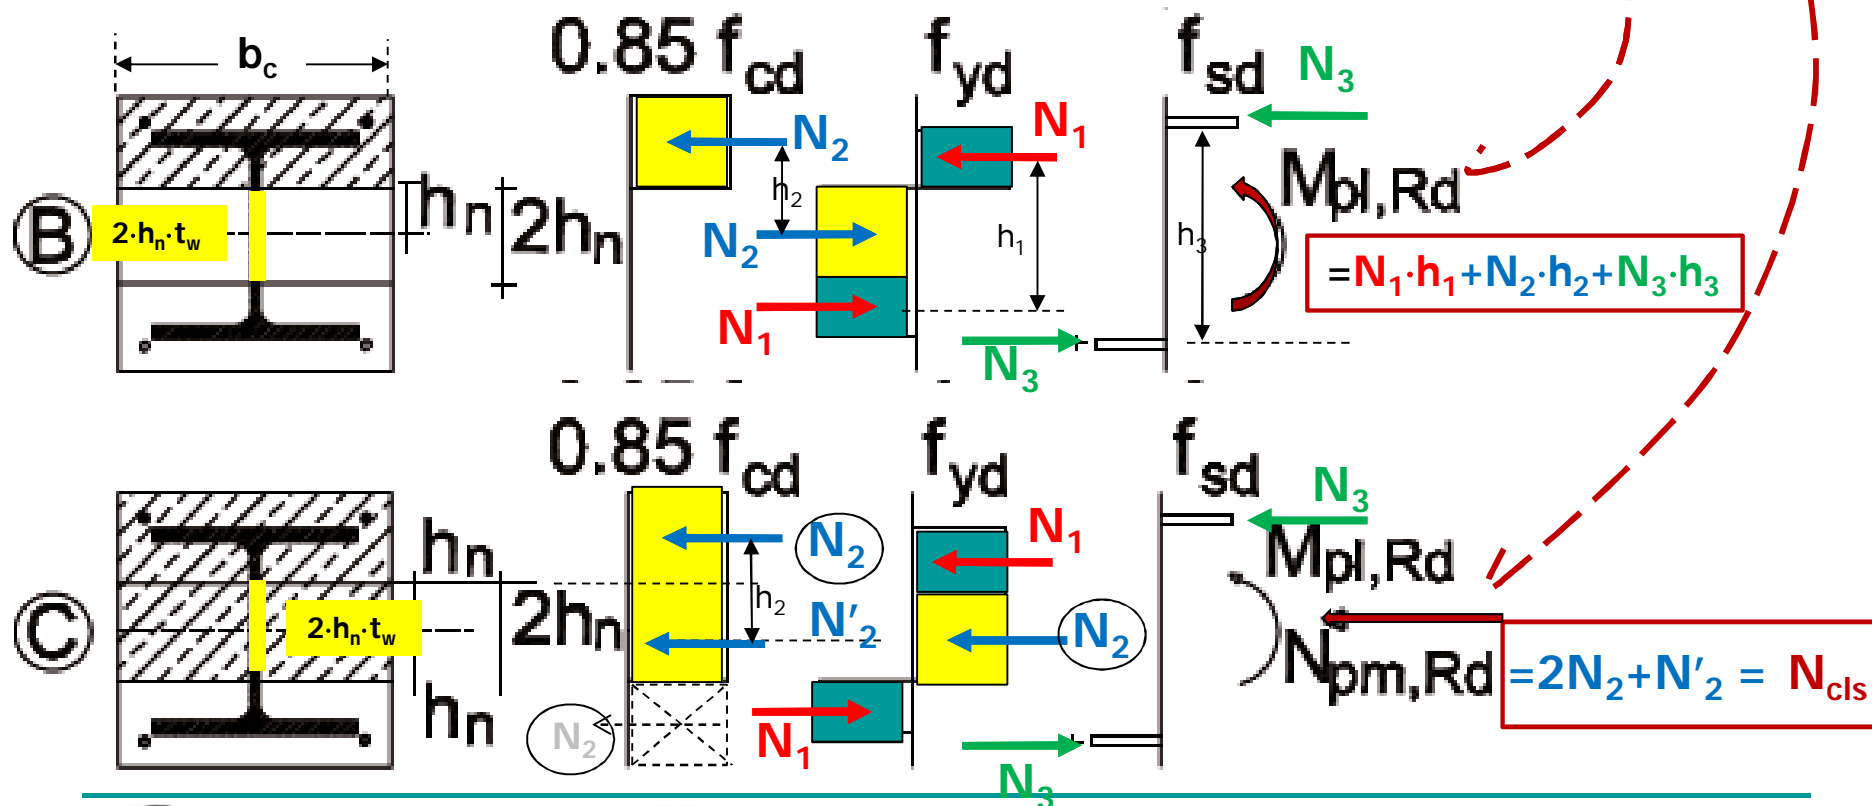 b_c
0.85 f_cd
f_yd
f_sd
N_3
N_2
N_1
h_2
M_pl,Rd
B
2·h_n·t_w
h_n
2h_n
N_2
h_1
h_3
=N_1·h_1+N_2·h_2+N_3·h_3
N_1
N_3
0.85 f_cd
f_yd
f_sd
N_3
h_n
N_2
N_1
M_pl,Rd
C
2·h_n·t_w
2h_n
h_2
N'_2
N_2
N_pm,Rd =2N_2+N'_2 = N_cls
h_n
N_2
N_1
N_3